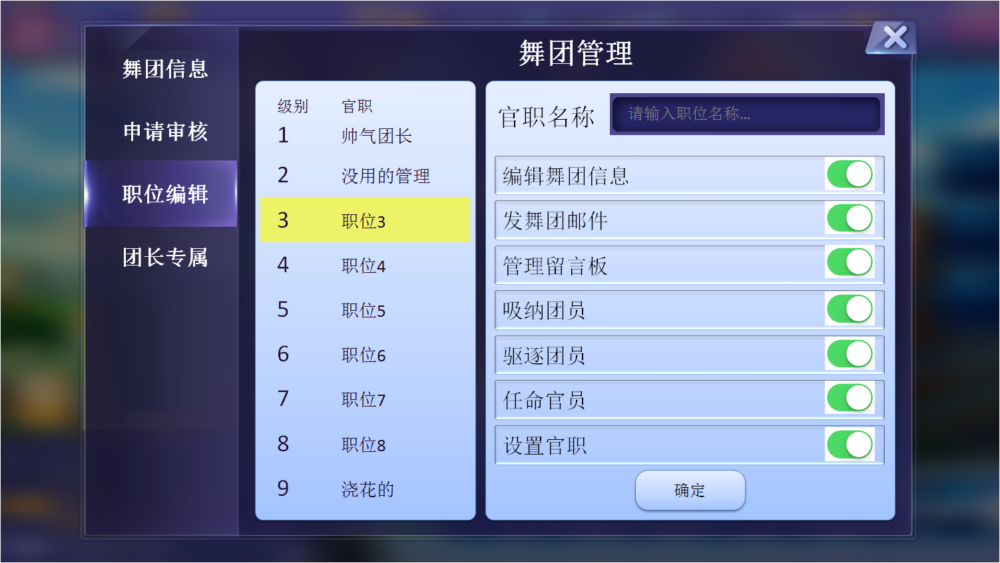 舞团管理
舞团信息
申请审核
职位编辑
团长专属
级别 官职
1 帅气团长
2 没用的管理
3 职位3
4 职位4
5 职位5
6 职位6
7 职位7
8 职位8
9 浇花的
官职名称 请输入职位名称...
编辑舞团信息
发舞团邮件
管理留言板
吸纳团员
驱逐团员
任命官员
设置官职
确定